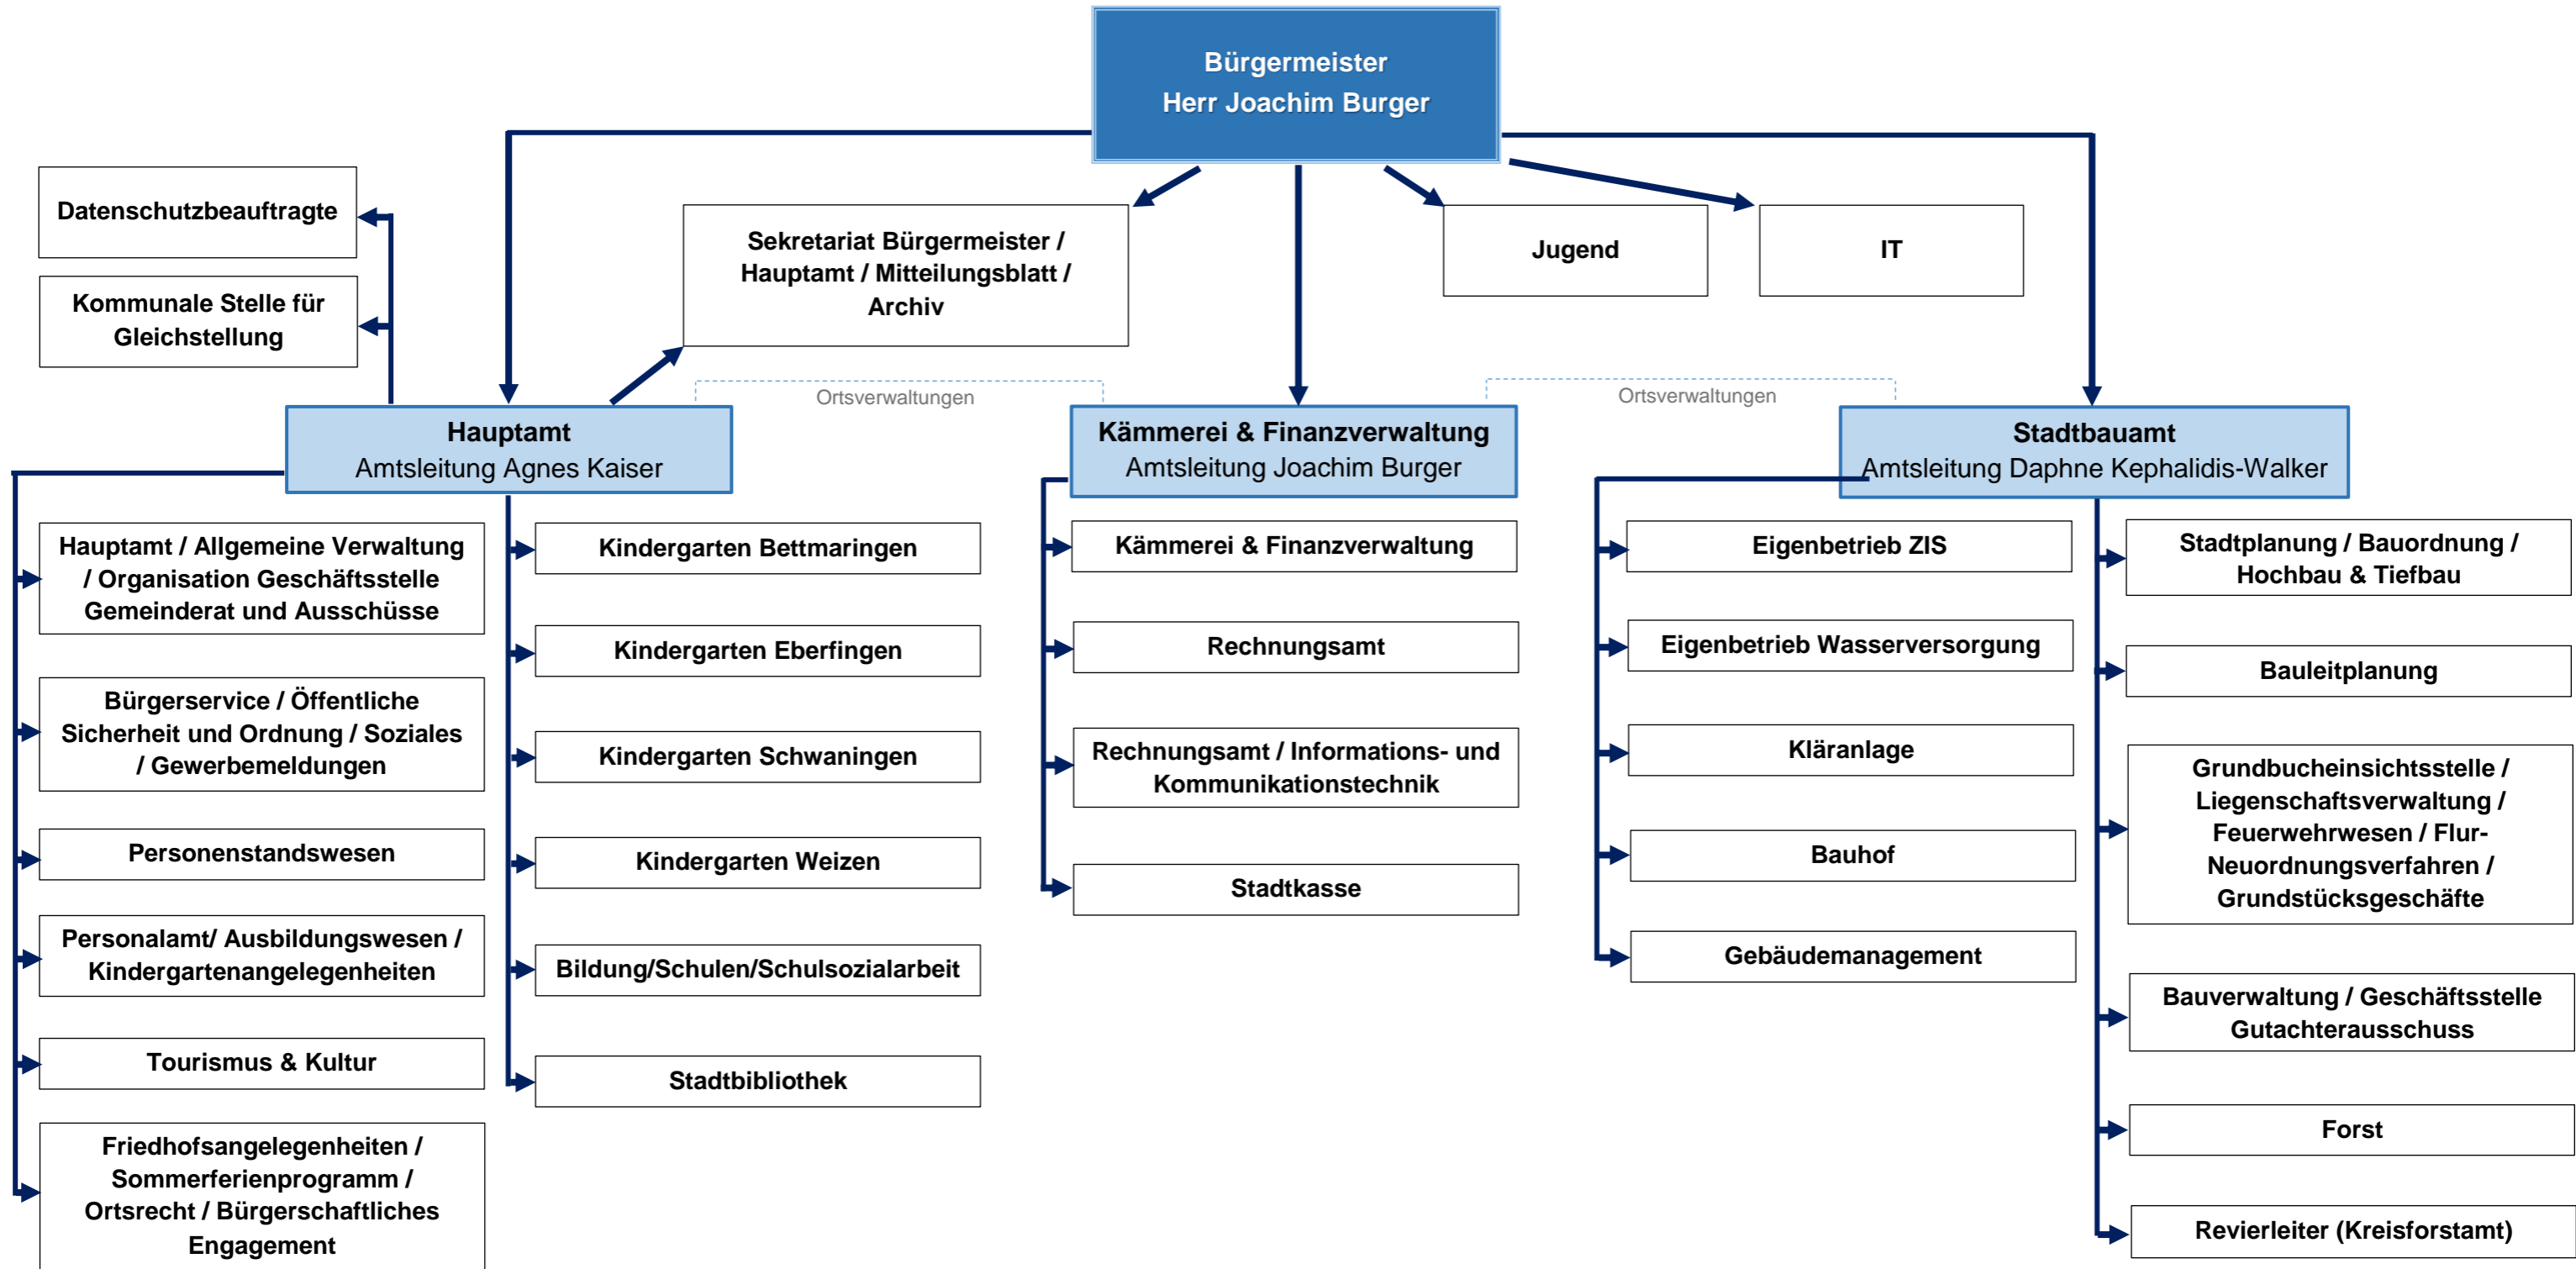 Bürgermeister
Herr Joachim Burger
Datenschutzbeauftragte
Kommunale Stelle für
Gleichstellung
Sekretariat Bürgermeister /
Hauptamt / Mitteilungsblatt /
Archiv
Jugend
IT
Ortsverwaltungen
Ortsverwaltungen
Hauptamt
Amtsleitung Agnes Kaiser
Kämmerei & Finanzverwaltung
Amtsleitung Joachim Burger
Stadtbauamt
Amtsleitung Daphne Kephalidis-Walker
Hauptamt / Allgemeine Verwaltung
/ Organisation Geschäftsstelle
Gemeinderat und Ausschüsse
Bürgerservice / Öffentliche
Sicherheit und Ordnung / Soziales
/ Gewerbemeldungen
Personenstandswesen
Personalamt/ Ausbildungswesen /
Kindergartenangelegenheiten
Tourismus & Kultur
Friedhofsangelegenheiten /
Sommerferienprogramm /
Ortsrecht / Bürgerschaftliches
Engagement
Kindergarten Bettmaringen
Kindergarten Eberfingen
Kindergarten Schwaningen
Kindergarten Weizen
Bildung/Schulen/Schulsozialarbeit
Stadtbibliothek
Kämmerei & Finanzverwaltung
Rechnungsamt
Rechnungsamt / Informations- und
Kommunikationstechnik
Stadtkasse
Eigenbetrieb ZIS
Eigenbetrieb Wasserversorgung
Kläranlage
Bauhof
Gebäudemanagement
Stadtplanung / Bauordnung /
Hochbau & Tiefbau
Bauleitplanung
Grundbucheinsichtsstelle /
Liegenschaftsverwaltung /
Feuerwehrwesen / Flur-
Neuordnungsverfahren /
Grundstücksgeschäfte
Bauverwaltung / Geschäftsstelle
Gutachterausschuss
Forst
Revierleiter (Kreisforstamt)